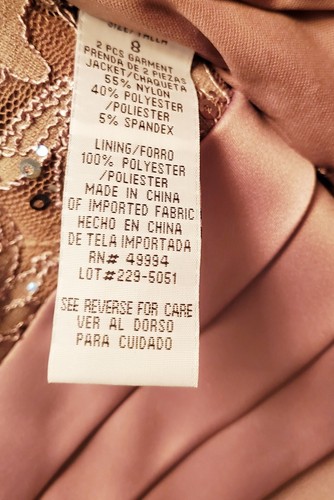 SIZE/TALLA
8
2 PCS GARMENT
PRENDA DE 2 PIEZAS
JACKET/CHAQUETA
55% NYLON
40% POLYESTER
/POLIESTER
5% SPANDEX
LINING/FORRO
100% POLYESTER
/POLIESTER
MADE IN CHINA
OF IMPORTED FABRIC
HECHO EN CHINA
DE TELA IMPORTADA
RN# 49994
LOT#229-5051
SEE REVERSE FOR CARE
VER AL DORSO
PARA CUIDADO